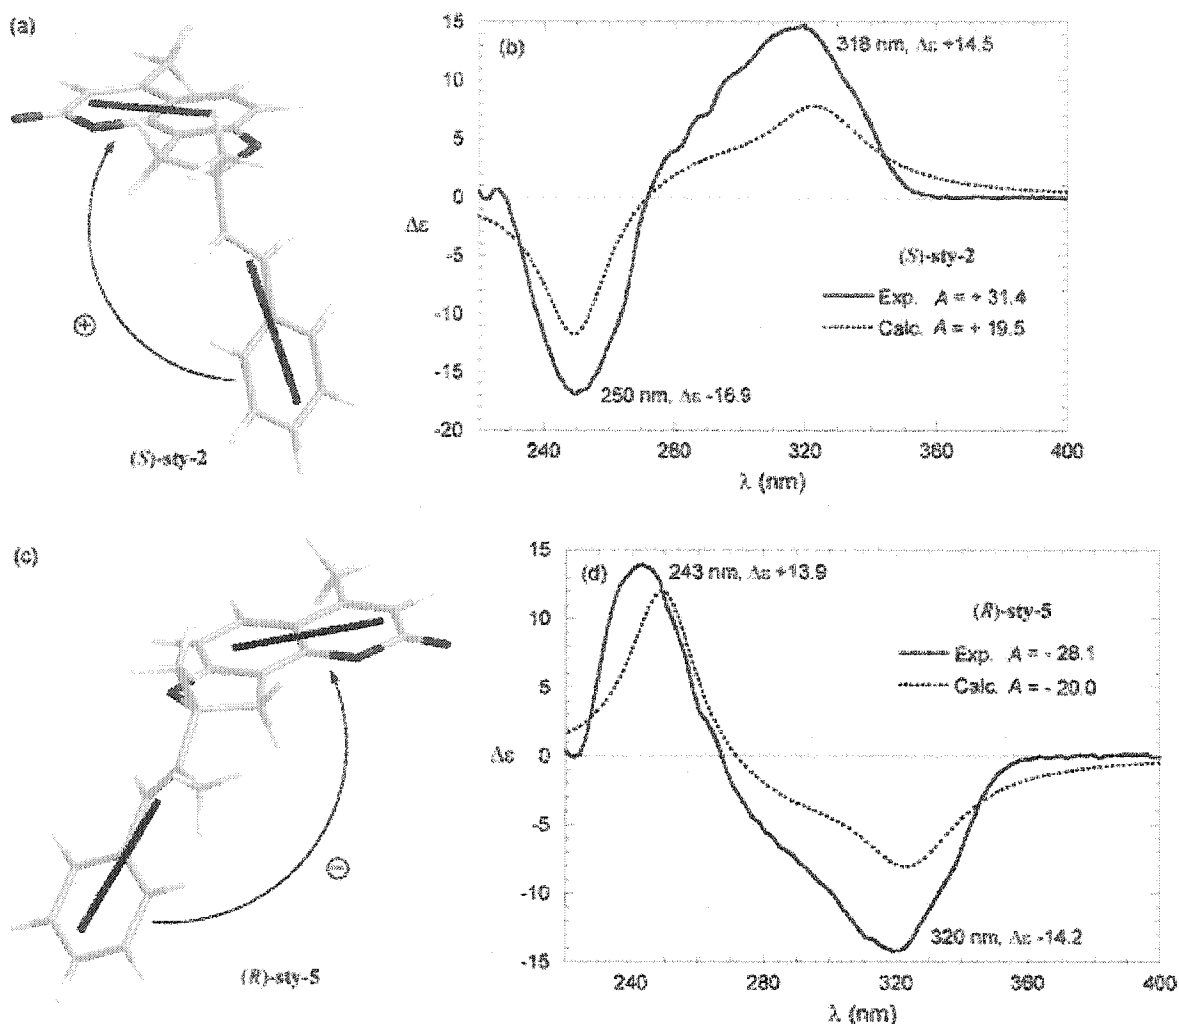 (a)
(S)-sty-2
(b)
318 nm, Δε +14.5
15
10
5
0
-5
-10
-15
-20
Δε
(S)-sty-2
Exp. A = + 31.4
Calc. A = + 19.5
250 nm, Δε -16.9
240
280
320
360
400
λ (nm)
(c)
(R)-sty-5
(d)
243 nm, Δε +13.9
15
10
5
0
-5
-10
-15
Δε
(R)-sty-5
Exp. A = - 28.1
Calc. A = - 20.0
320 nm, Δε -14.2
240
280
320
360
400
λ (nm)